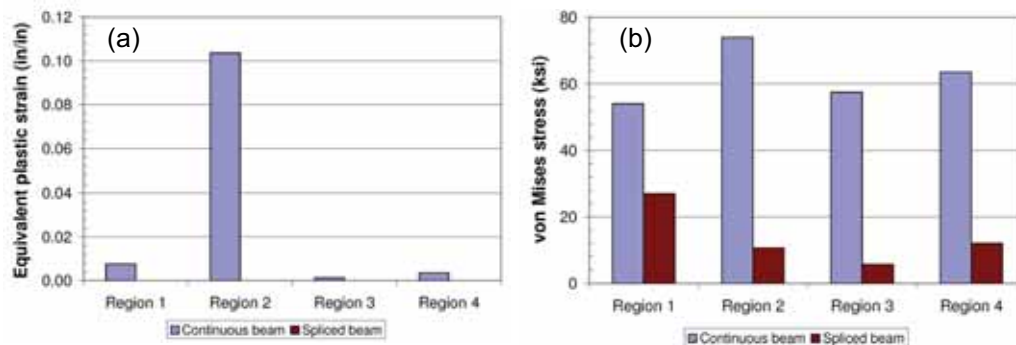 (a)
Equivalent plastic strain (in/in)
0.12
0.10
0.08
0.06
0.04
0.02
0.00
Region 1 Region 2 Region 3 Region 4
Continuous beam Spliced beam
(b)
von Mises stress (ksi)
80
60
40
20
0
Region 1 Region 2 Region 3 Region 4
Continuous beam Spliced beam